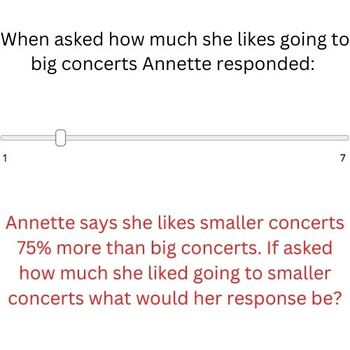 When asked how much she likes going to
big concerts Annette responded:
1 7
Annette says she likes smaller concerts
75% more than big concerts. If asked
how much she liked going to smaller
concerts what would her response be?